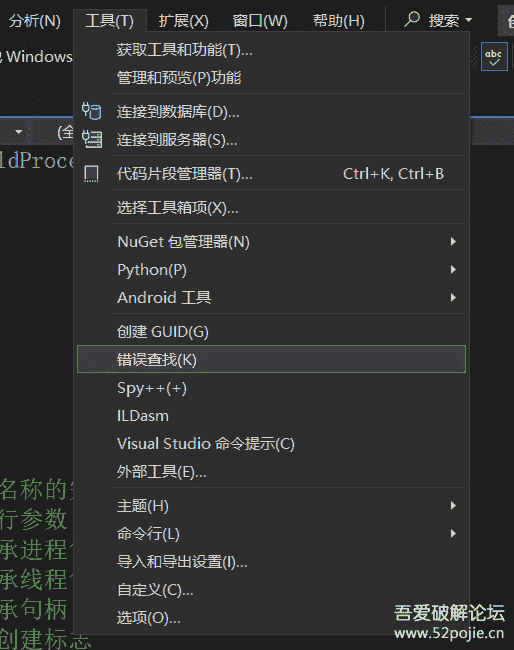 分析(N) 工具(T) 扩展(X) 窗口(W) 帮助(H) 搜索
Windows abc
获取工具和功能(T)...
管理和预览(P)功能
连接到数据库(D)...
(全
连接到服务器(S)...
ldProce
代码片段管理器(T)... Ctrl+K, Ctrl+B
选择工具箱项(X)...
NuGet 包管理器(N)
Python(P)
Android 工具
创建 GUID(G)
错误查找(K)
Spy++(+)
ILDasm
Visual Studio 命令提示(C)
外部工具(E)...
名称的
主题(H)
行参数
命令行(L)
承进程
导入和导出设置(I)...
承线程
自定义(C)...
承句柄
选项(O)...
创建标志
吾爱破解论坛
www.52pojie.cn